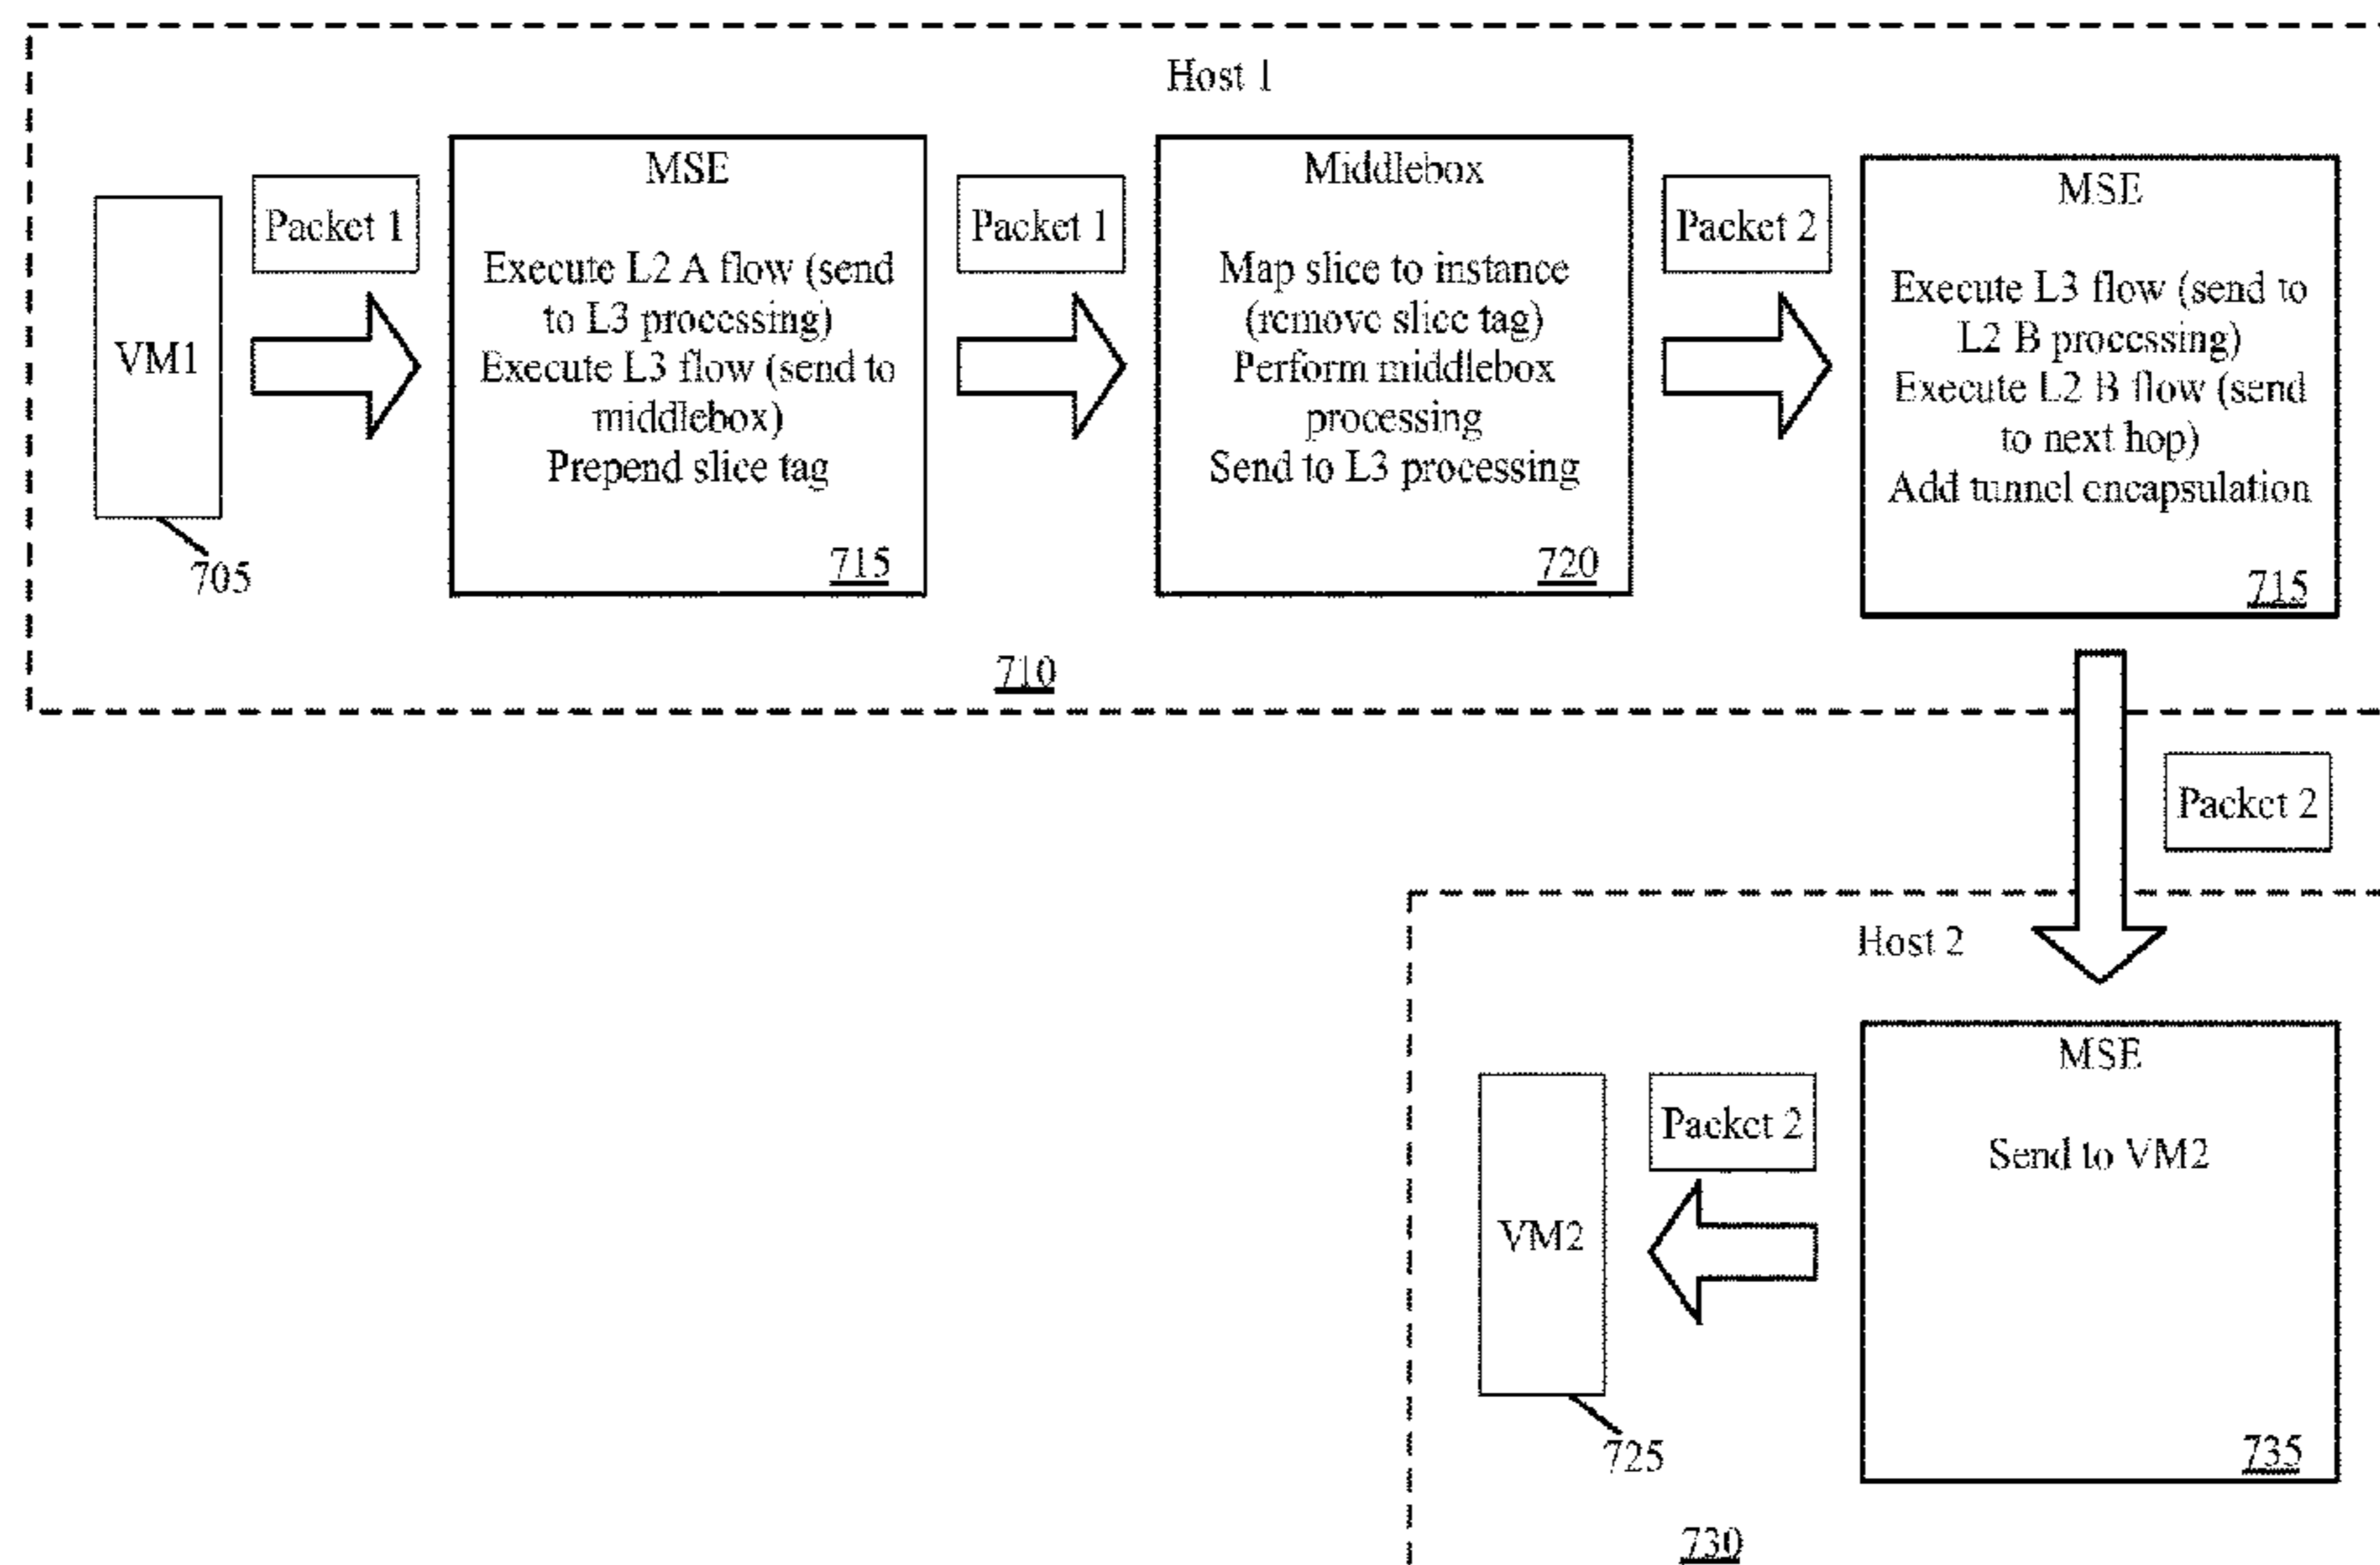 Host 1
VM1
705
Packet 1
MSE
Execute L2 A flow (send
to L3 processing)
Execute L3 flow (send to
middlebox)
Prepend slice tag
715
Packet 1
Middlebox
Map slice to instance
(remove slice tag)
Perform middlebox
processing
Send to L3 processing
720
Packet 2
MSE
Execute L3 flow (send to
L2 B processing)
Execute L2 B flow (send
to next hop)
Add tunnel encapsulation
715
710
Packet 2
Host 2
MSE
Send to VM2
735
Packet 2
VM2
725
730